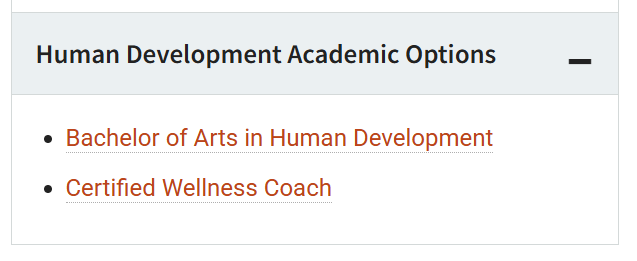 Human Development Academic Options
Bachelor of Arts in Human Development
Certified Wellness Coach